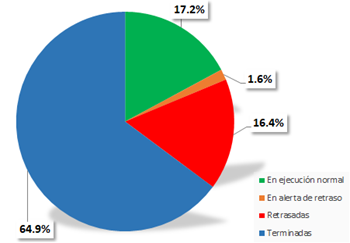 17.2%
1.6%
16.4%
64.9%
En ejecución normal
En alerta de retraso
Retrasadas
Terminadas